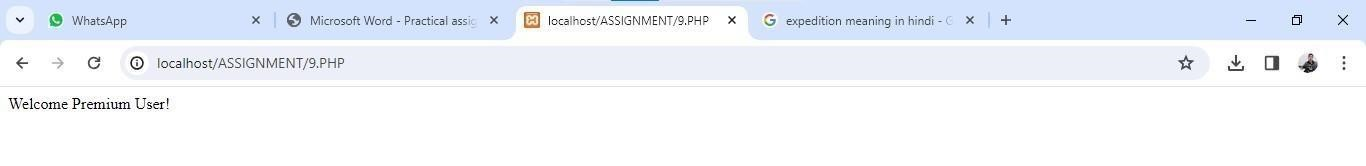 WhatsApp
Microsoft Word - Practical assig
localhost/ASSIGNMENT/9.PHP
expedition meaning in hindi - G
localhost/ASSIGNMENT/9.PHP
Welcome Premium User!